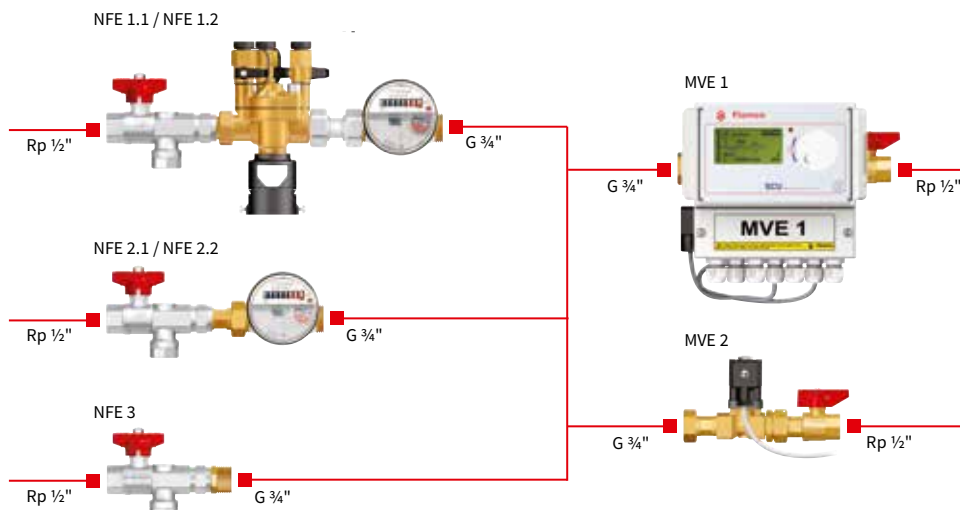 NFE 1.1 / NFE 1.2
Rp ½"
G ¾"
NFE 2.1 / NFE 2.2
Rp ½"
G ¾"
NFE 3
Rp ½"
G ¾"
MVE 1
Flamco
SCU
MVE 1
G ¾"
Rp ½"
MVE 2
G ¾"
Rp ½"